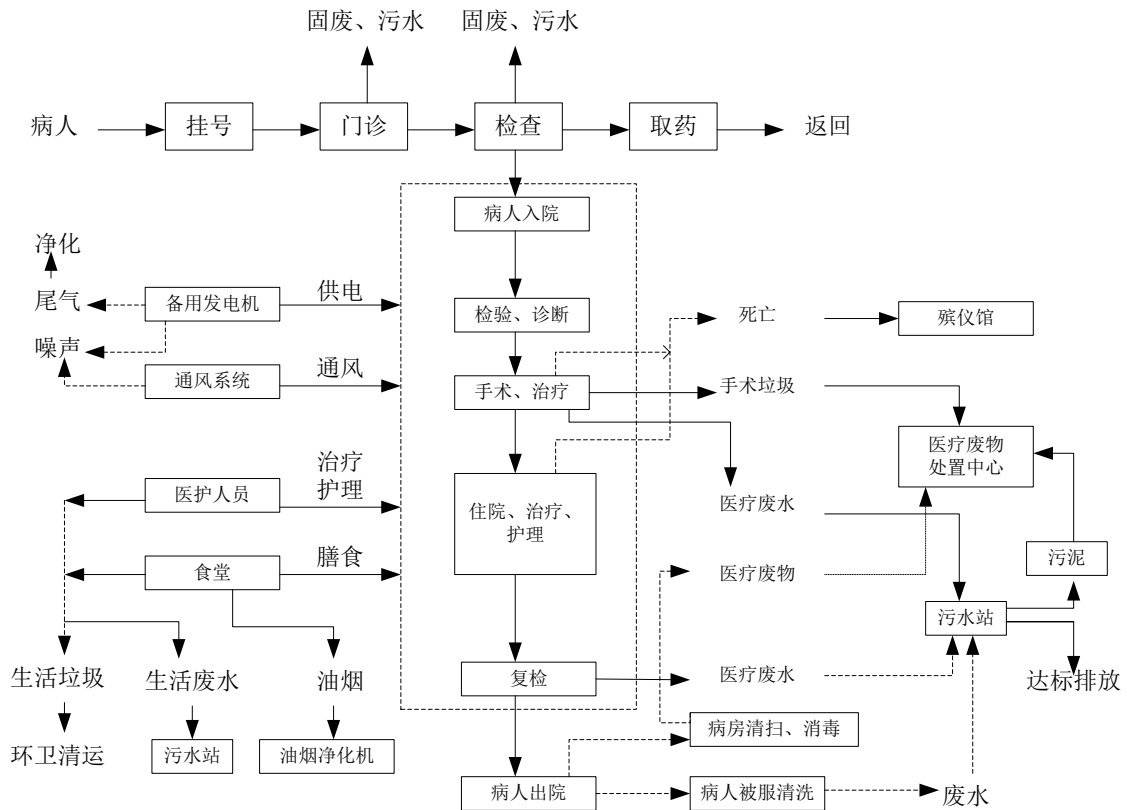 固废、污水
固废、污水
病人
挂号
门诊
检查
取药
返回
病人入院
净化
尾气
备用发电机
供电
检验、诊断
死亡
殡仪馆
噪声
通风系统
通风
手术、治疗
手术垃圾
医疗废物
处置中心
治疗
护理
医护人员
住院、治疗、
护理
医疗废水
食堂
膳食
医疗废物
污泥
污水站
生活垃圾
生活废水
油烟
复检
医疗废水
达标排放
环卫清运
污水站
油烟净化机
病房清扫、消毒
病人出院
病人被服清洗
废水